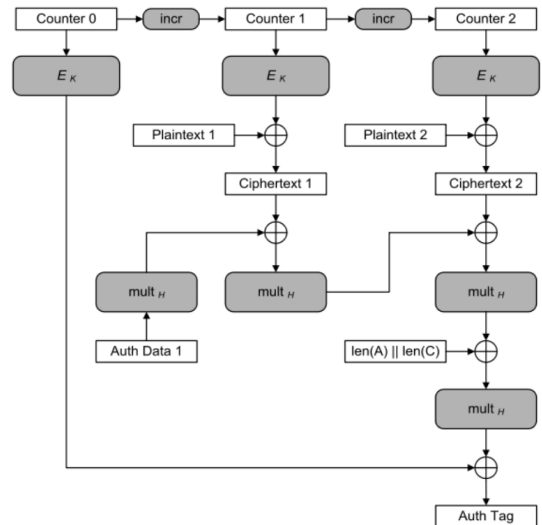 Counter 0 incr Counter 1 incr Counter 2
E K E K E K
Plaintext 1 Plaintext 2
Ciphertext 1 Ciphertext 2
mult H mult H mult H
Auth Data 1 len(A) || len(C)
mult H
Auth Tag